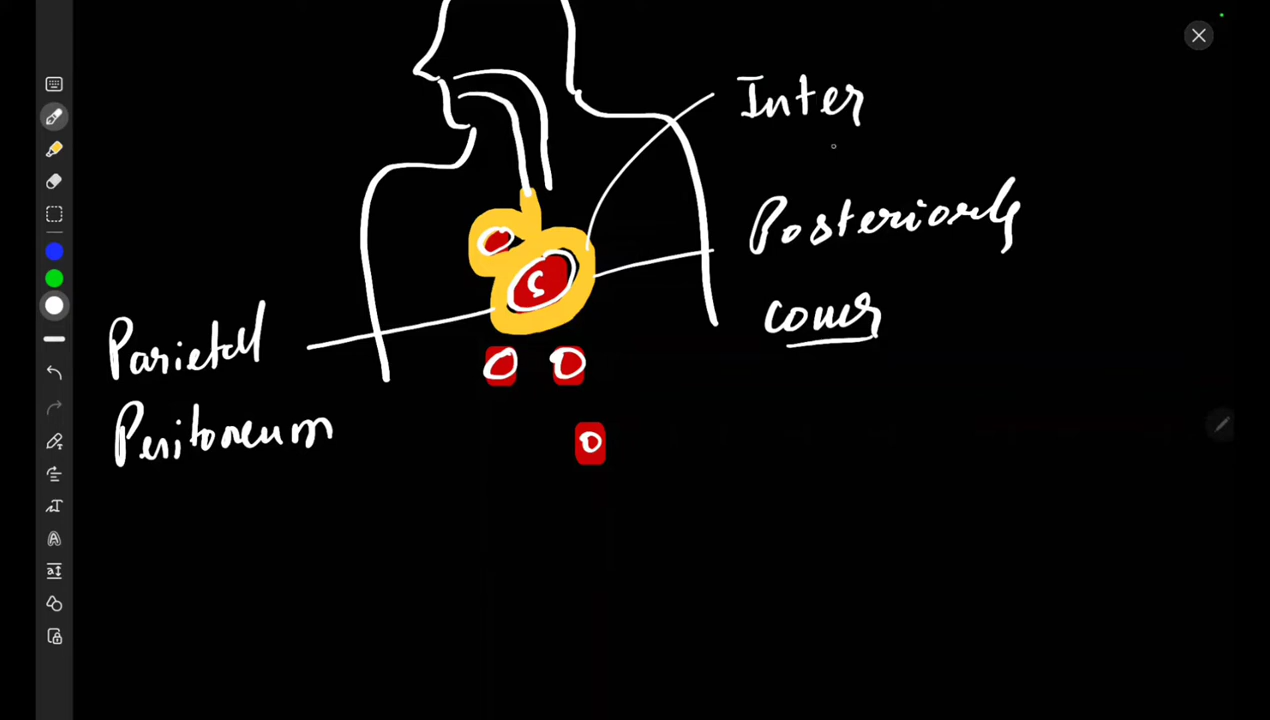 Inter
Posteriorly
cover
Parietal
Peritoneum
S